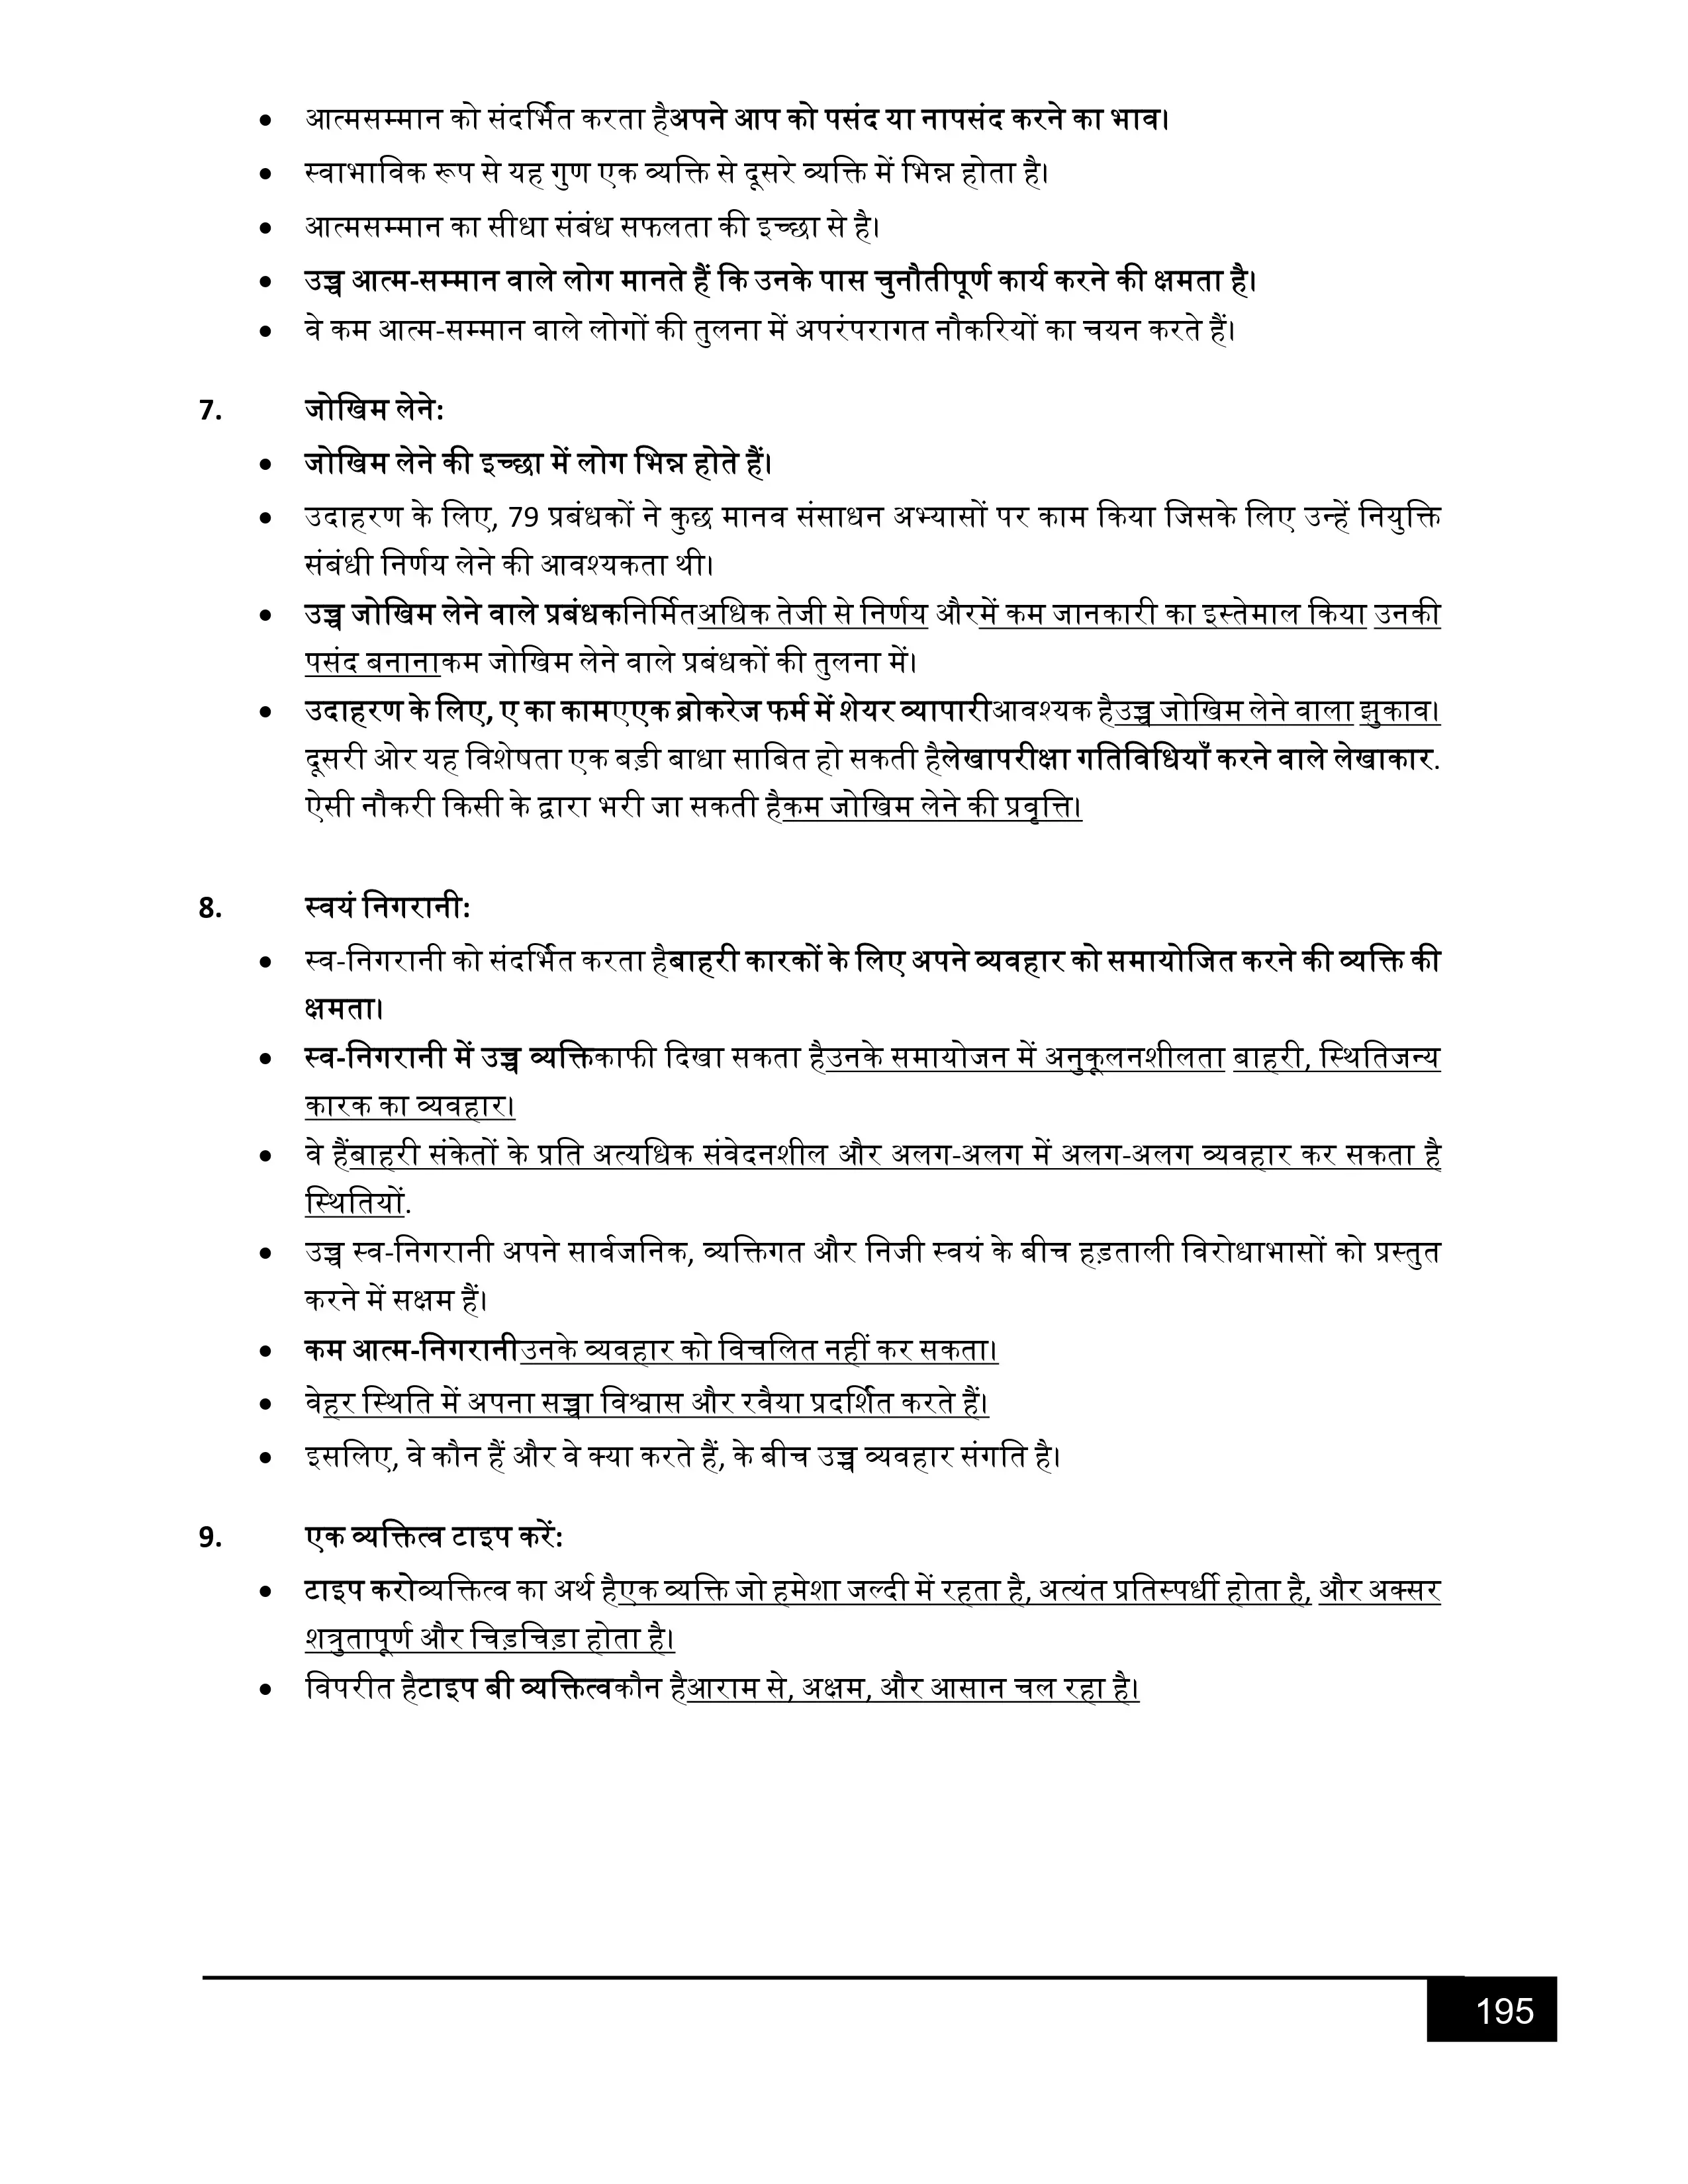 • आत्मसम्मान को संदर्भित करता हैअपने आप को पसंद या नापसंद करने का भाव।
• स्वाभाविक रूप से यह गुण एक व्यक्ति से दूसरे व्यक्ति में भिन्न होता है।
• आत्मसम्मान का सीधा संबंध सफलता की इच्छा से है।
• उच्च आत्म-सम्मान वाले लोग मानते हैं कि उनके पास चुनौतीपूर्ण कार्य करने की क्षमता है।
• वे कम आत्म-सम्मान वाले लोगों की तुलना में अपरंपरागत नौकरियों का चयन करते हैं।
7. जोखिम लेने:
• जोखिम लेने की इच्छा में लोग भिन्न होते हैं।
• उदाहरण के लिए, 79 प्रबंधकों ने कुछ मानव संसाधन अभ्यासों पर काम किया जिसके लिए उन्हें नियुक्ति
संबंधी निर्णय लेने की आवश्यकता थी।
• उच्च जोखिम लेने वाले प्रबंधकनिर्मितअधिक तेजी से निर्णय औरमें कम जानकारी का इस्तेमाल किया उनकी
पसंद बनानाकम जोखिम लेने वाले प्रबंधकों की तुलना में।
• उदाहरण के लिए, ए का कामएएक ब्रोकरेज फर्म में शेयर व्यापारीआवश्यक हैउच्च जोखिम लेने वाला झुकाव।
दूसरी ओर यह विशेषता एक बड़ी बाधा साबित हो सकती हैलेखापरीक्षा गतिविधियाँ करने वाले लेखाकार.
ऐसी नौकरी किसी के द्वारा भरी जा सकती हैकम जोखिम लेने की प्रवृत्ति।
8. स्वयं निगरानी:
• स्व-निगरानी को संदर्भित करता हैबाहरी कारकों के लिए अपने व्यवहार को समायोजित करने की व्यक्ति की
क्षमता।
• स्व-निगरानी में उच्च व्यक्तिकाफी दिखा सकता हैउनके समायोजन में अनुकूलनशीलता बाहरी, स्थितिजन्य
कारक का व्यवहार।
• वे हैंबाहरी संकेतों के प्रति अत्यधिक संवेदनशील और अलग-अलग में अलग-अलग व्यवहार कर सकता है
स्थितियों.
• उच्च स्व-निगरानी अपने सार्वजनिक, व्यक्तिगत और निजी स्वयं के बीच हड़ताली विरोधाभासों को प्रस्तुत
करने में सक्षम हैं।
• कम आत्म-निगरानीउनके व्यवहार को विचलित नहीं कर सकता।
• वेहर स्थिति में अपना सच्चा विश्वास और रवैया प्रदर्शित करते हैं।
• इसलिए, वे कौन हैं और वे क्या करते हैं, के बीच उच्च व्यवहार संगति है।
9. एक व्यक्तित्व टाइप करें:
• टाइप करोव्यक्तित्व का अर्थ हैएक व्यक्ति जो हमेशा जल्दी में रहता है, अत्यंत प्रतिस्पर्धी होता है, और अक्सर
शत्रुतापूर्ण और चिड़चिड़ा होता है।
• विपरीत हैटाइप बी व्यक्तित्वकौन हैआराम से, अक्षम, और आसान चल रहा है।
195